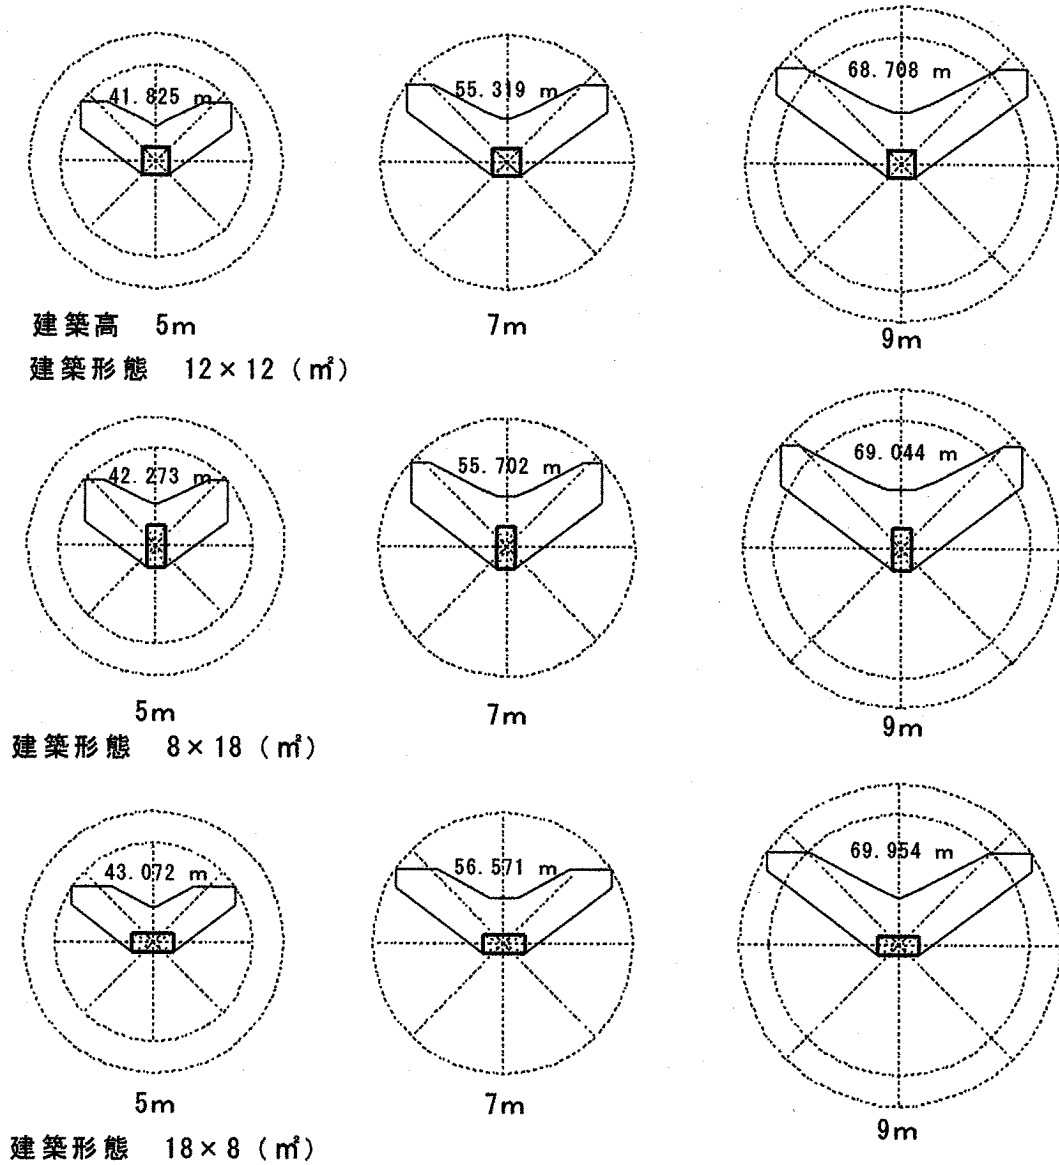 41.825 m
55.319 m
68.708 m
建築高 5m
7m
9m
建築形態 12×12 (㎡)
42.273 m
55.702 m
69.044 m
5m
7m
9m
建築形態 8×18 (㎡)
43.072 m
56.571 m
69.954 m
5m
7m
9m
建築形態 18×8 (㎡)